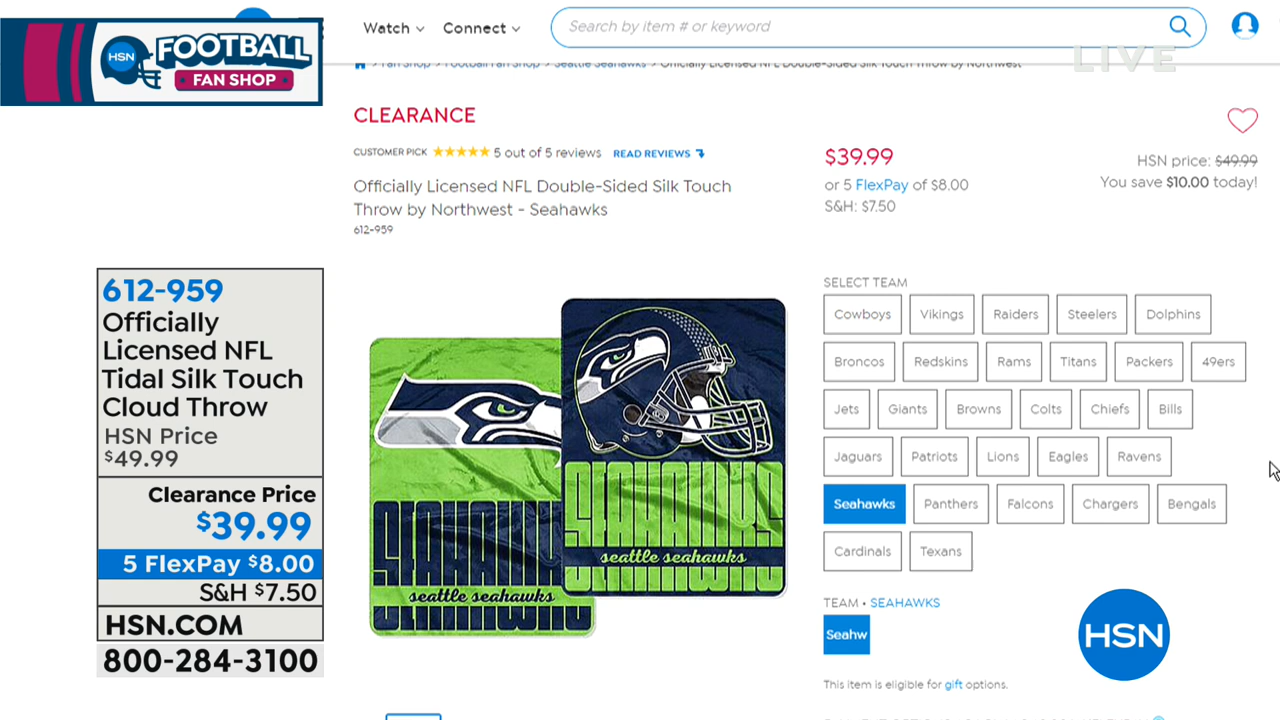 HSN
FOOTBALL
FAN SHOP
Watch
Connect
Search by item # or keyword
LIVE
Fan Shop > Football Fan Shop > Seattle Seahawks > Officially Licensed NFL Double-Sided Silk Touch Throw by Northwest
CLEARANCE
CUSTOMER PICK ★★★★★ 5 out of 5 reviews READ REVIEWS
Officially Licensed NFL Double-Sided Silk Touch
Throw by Northwest - Seahawks
612-959
$39.99
or 5 FlexPay of $8.00
S&H: $7.50
HSN price: $49.99
You save $10.00 today!
612-959
Officially
Licensed NFL
Tidal Silk Touch
Cloud Throw
HSN Price
$49.99
Clearance Price
$39.99
5 FlexPay $8.00
S&H $7.50
HSN.COM
800-284-3100
SEAHAWKS
seattle seahawks
SEAHAWKS
seattle seahawks
SELECT TEAM
Cowboys Vikings Raiders Steelers Dolphins
Broncos Redskins Rams Titans Packers 49ers
Jets Giants Browns Colts Chiefs Bills
Jaguars Patriots Lions Eagles Ravens
Seahawks Panthers Falcons Chargers Bengals
Cardinals Texans
TEAM • SEAHAWKS
Seahw
HSN
This item is eligible for gift options.